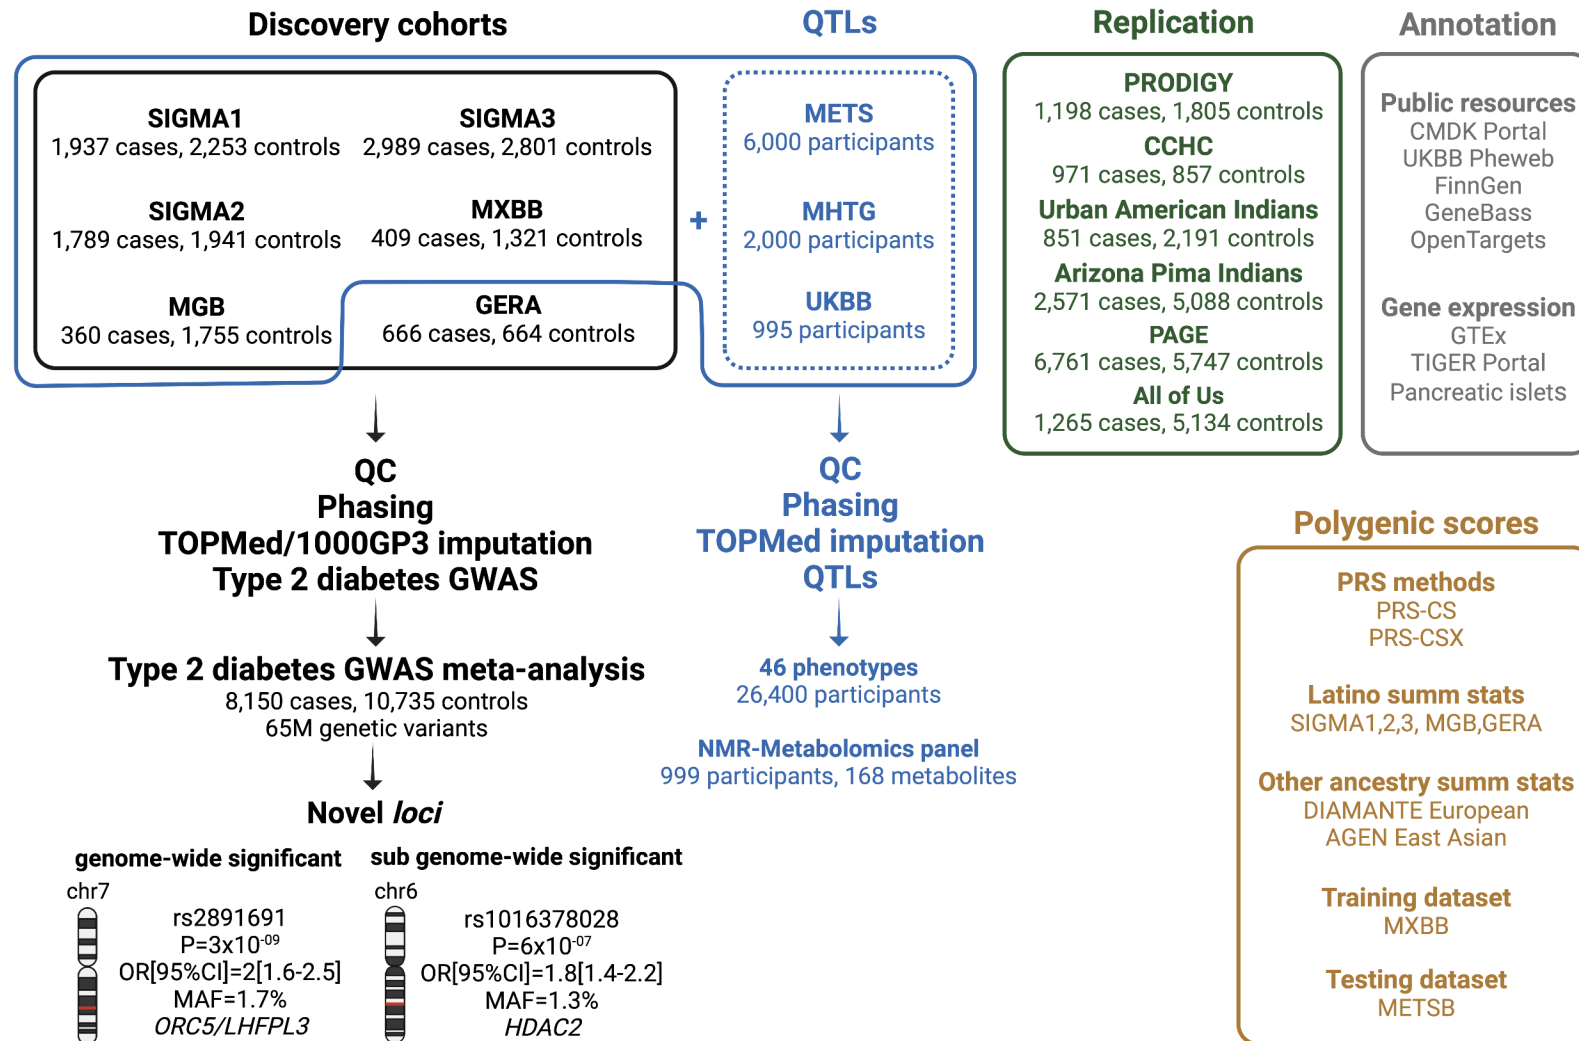 Discovery cohorts
SIGMA1
1,937 cases, 2,253 controls
SIGMA3
2,989 cases, 2,801 controls
SIGMA2
1,789 cases, 1,941 controls
MXBB
409 cases, 1,321 controls
MGB
360 cases, 1,755 controls
GERA
666 cases, 664 controls
+
QTLs
METS
6,000 participants
MHTG
2,000 participants
UKBB
995 participants
Replication
PRODIGY
1,198 cases, 1,805 controls
CCHC
971 cases, 857 controls
Urban American Indians
851 cases, 2,191 controls
Arizona Pima Indians
2,571 cases, 5,088 controls
PAGE
6,761 cases, 5,747 controls
All of Us
1,265 cases, 5,134 controls
Annotation
Public resources
CMDK Portal
UKBB Pheweb
FinnGen
GeneBass
OpenTargets
Gene expression
GTEx
TIGER Portal
Pancreatic islets
QC
Phasing
TOPMed/1000GP3 imputation
Type 2 diabetes GWAS
Type 2 diabetes GWAS meta-analysis
8,150 cases, 10,735 controls
65M genetic variants
Novel loci
genome-wide significant
chr7
rs2891691
P=3x10⁻⁰⁹
OR[95%CI]=2[1.6-2.5]
MAF=1.7%
ORC5/LHFPL3
sub genome-wide significant
chr6
rs1016378028
P=6x10⁻⁰⁷
OR[95%CI]=1.8[1.4-2.2]
MAF=1.3%
HDAC2
QC
Phasing
TOPMed imputation
QTLs
46 phenotypes
26,400 participants
NMR-Metabolomics panel
999 participants, 168 metabolites
Polygenic scores
PRS methods
PRS-CS
PRS-CSX
Latino summ stats
SIGMA1,2,3, MGB,GERA
Other ancestry summ stats
DIAMANTE European
AGEN East Asian
Training dataset
MXBB
Testing dataset
METSB